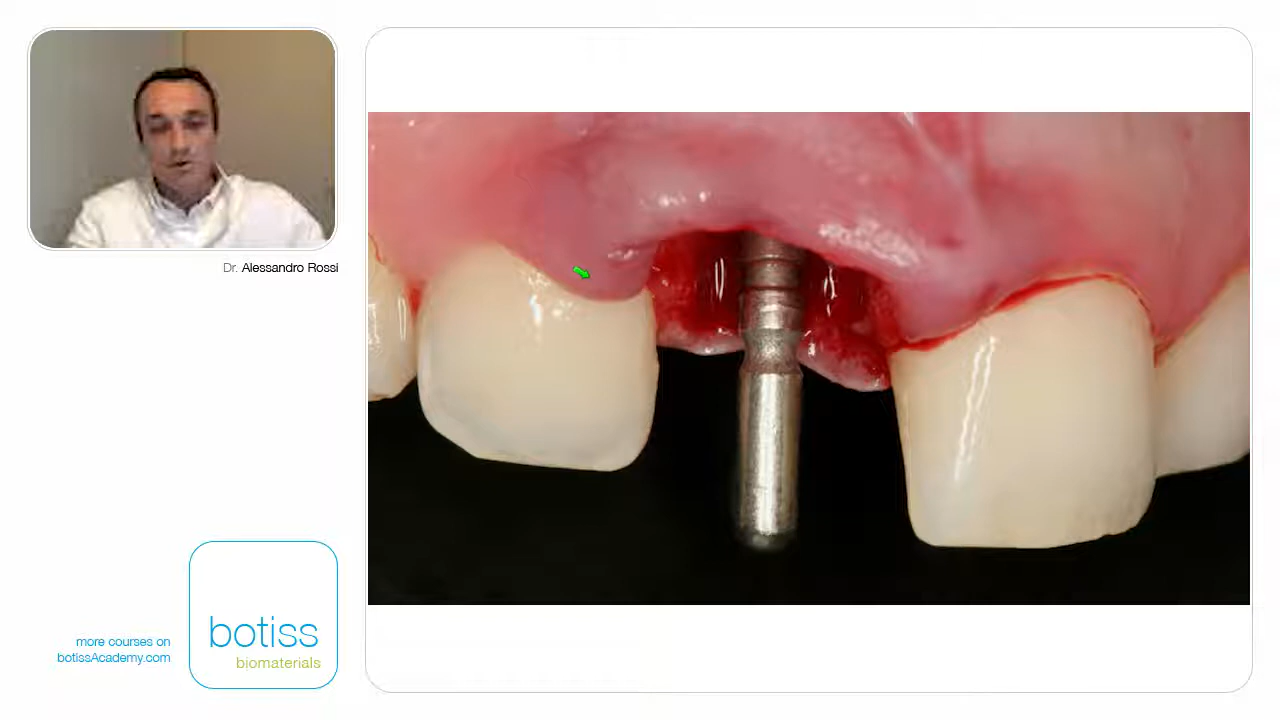 Dr. Alessandro Rossi
botiss
biomaterials
more courses on
botissAcademy.com